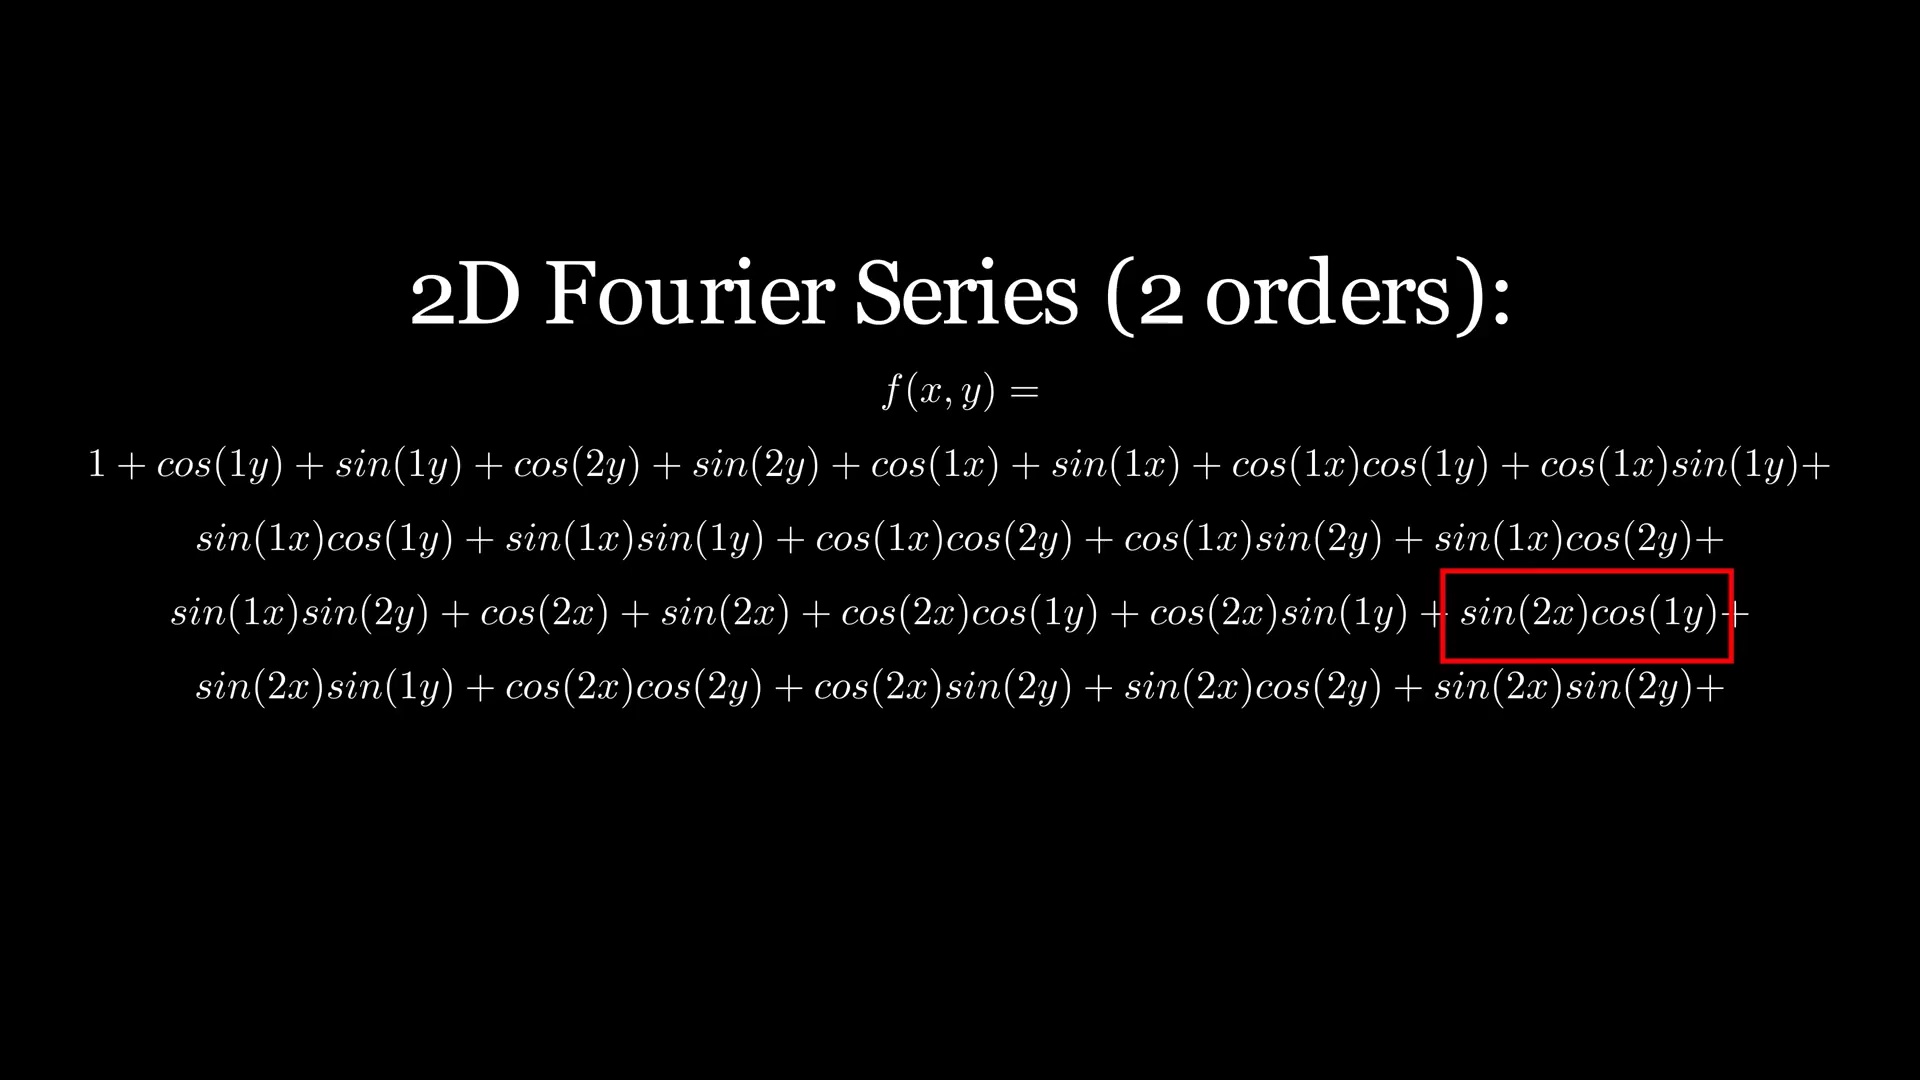 2D Fourier Series (2 orders):
f(x, y) =
1 + cos(1y) + sin(1y) + cos(2y) + sin(2y) + cos(1x) + sin(1x) + cos(1x)cos(1y) + cos(1x)sin(1y)+
sin(1x)cos(1y) + sin(1x)sin(1y) + cos(1x)cos(2y) + cos(1x)sin(2y) + sin(1x)cos(2y)+
sin(1x)sin(2y) + cos(2x) + sin(2x) + cos(2x)cos(1y) + cos(2x)sin(1y) + sin(2x)cos(1y)+
sin(2x)sin(1y) + cos(2x)cos(2y) + cos(2x)sin(2y) + sin(2x)cos(2y) + sin(2x)sin(2y)+